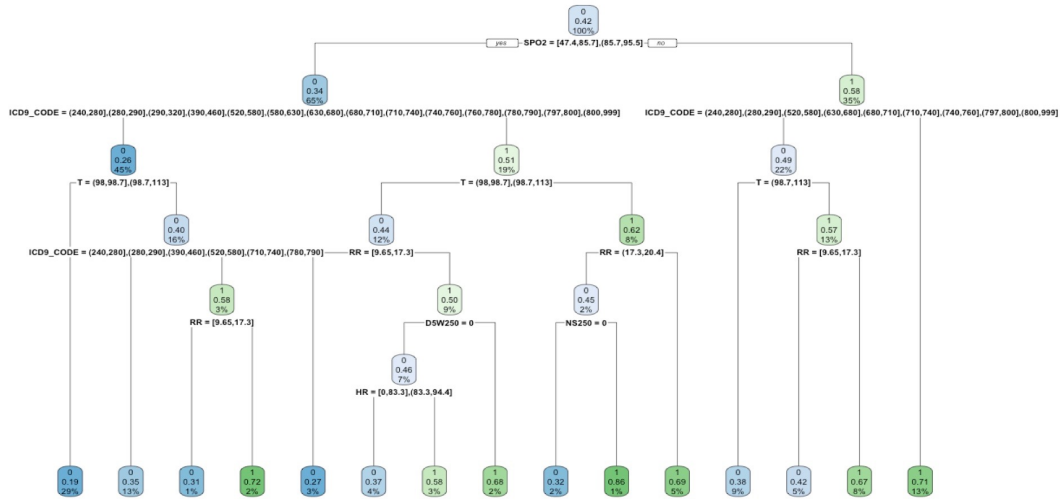 0
0.42
100%
yes SPO2 = [47.4,85.7],(85.7,95.5] no
0 1
0.34 0.58
65% 35%
ICD9_CODE = (240,280],(280,290],(290,320],(390,460],(520,580],(580,630],(630,680],(680,710],(710,740],(740,760],(760,780],(780,790],(797,800],(800,999] ICD9_CODE = (240,280],(280,290],(520,580],(630,680],(680,710],(710,740],(740,760],(797,800],(800,999]
0 1 0
0.26 0.51 0.49
45% 19% 22%
T = (98,98.7],(98.7,113] T = (98,98.7],(98.7,113] T = (98.7,113]
0 0 1 1
0.40 0.44 0.62 0.57
16% 12% 8% 13%
ICD9_CODE = (240,280],(280,290],(390,460],(520,580],(710,740],(780,790] RR = [9.65,17.3] RR = (17.3,20.4] RR = [9.65,17.3]
1 1 0
0.58 0.50 0.45
3% 9% 2%
RR = [9.65,17.3] D5W250 = 0 NS250 = 0
0
0.46
7%
HR = [0,83.3],(83.3,94.4]
0 0 0 1 0 0 1 1 0 1 1 0 0 1 1
0.19 0.35 0.31 0.72 0.27 0.37 0.58 0.68 0.32 0.86 0.69 0.38 0.42 0.67 0.71
29% 13% 1% 2% 3% 4% 3% 2% 2% 1% 5% 9% 5% 8% 13%